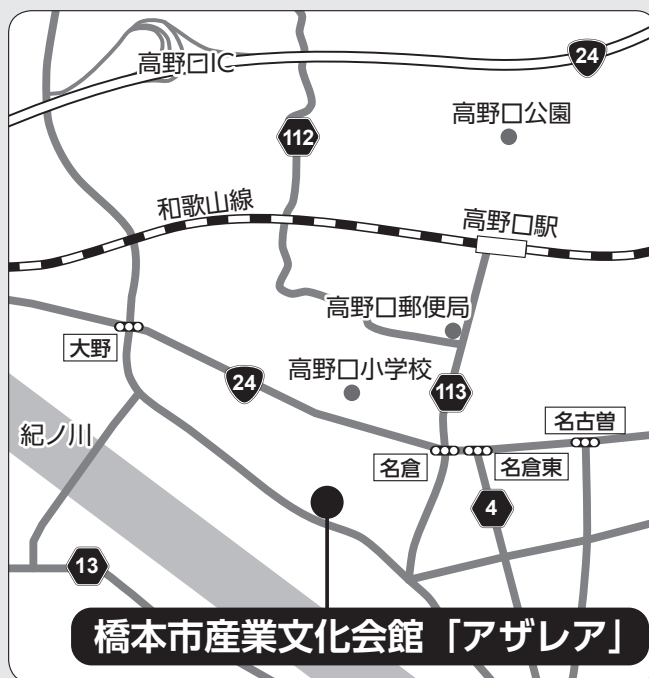 高野口IC
24
高野口公園
112
和歌山線
高野口駅
高野口郵便局
大野
24
高野口小学校
113
紀ノ川
名古曽
名倉
名倉東
4
13
橋本市産業文化会館「アザレア」